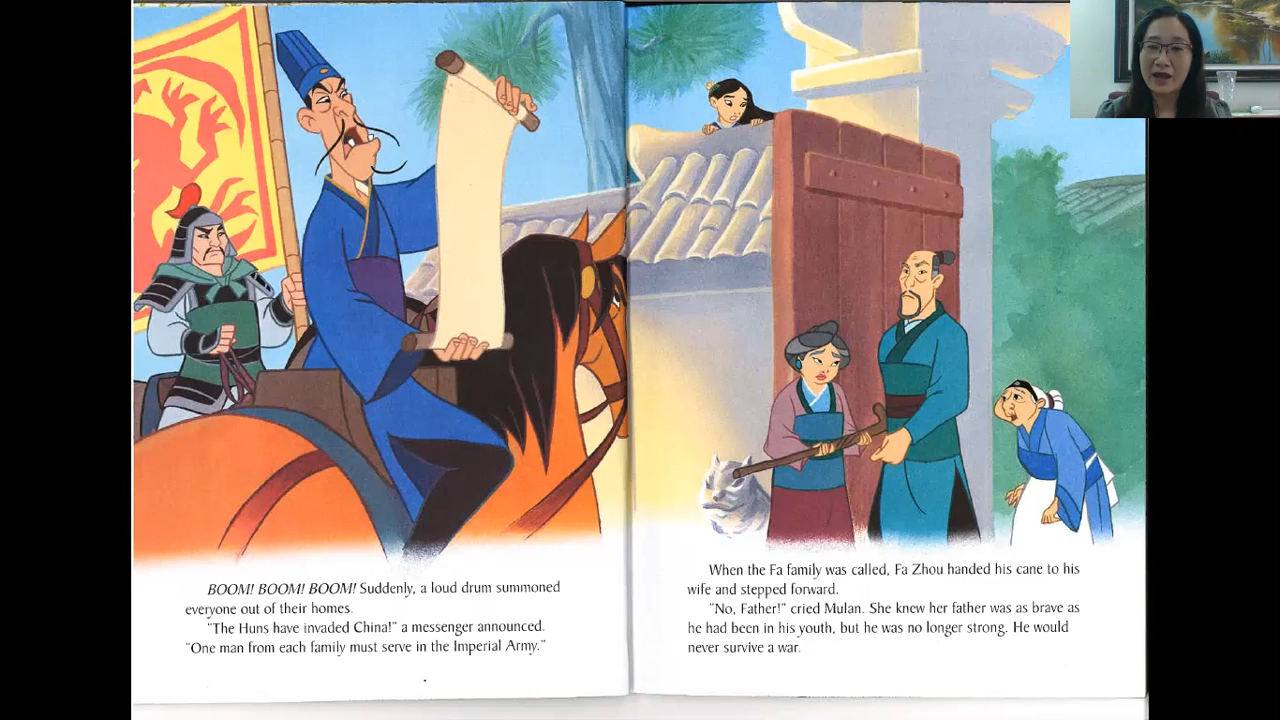 BOOM! BOOM! BOOM! Suddenly, a loud drum summoned
everyone out of their homes.
"The Huns have invaded China!" a messenger announced.
"One man from each family must serve in the Imperial Army."
When the Fa family was called, Fa Zhou handed his cane to his
wife and stepped forward.
"No, Father!" cried Mulan. She knew her father was as brave as
he had been in his youth, but he was no longer strong. He would
never survive a war.